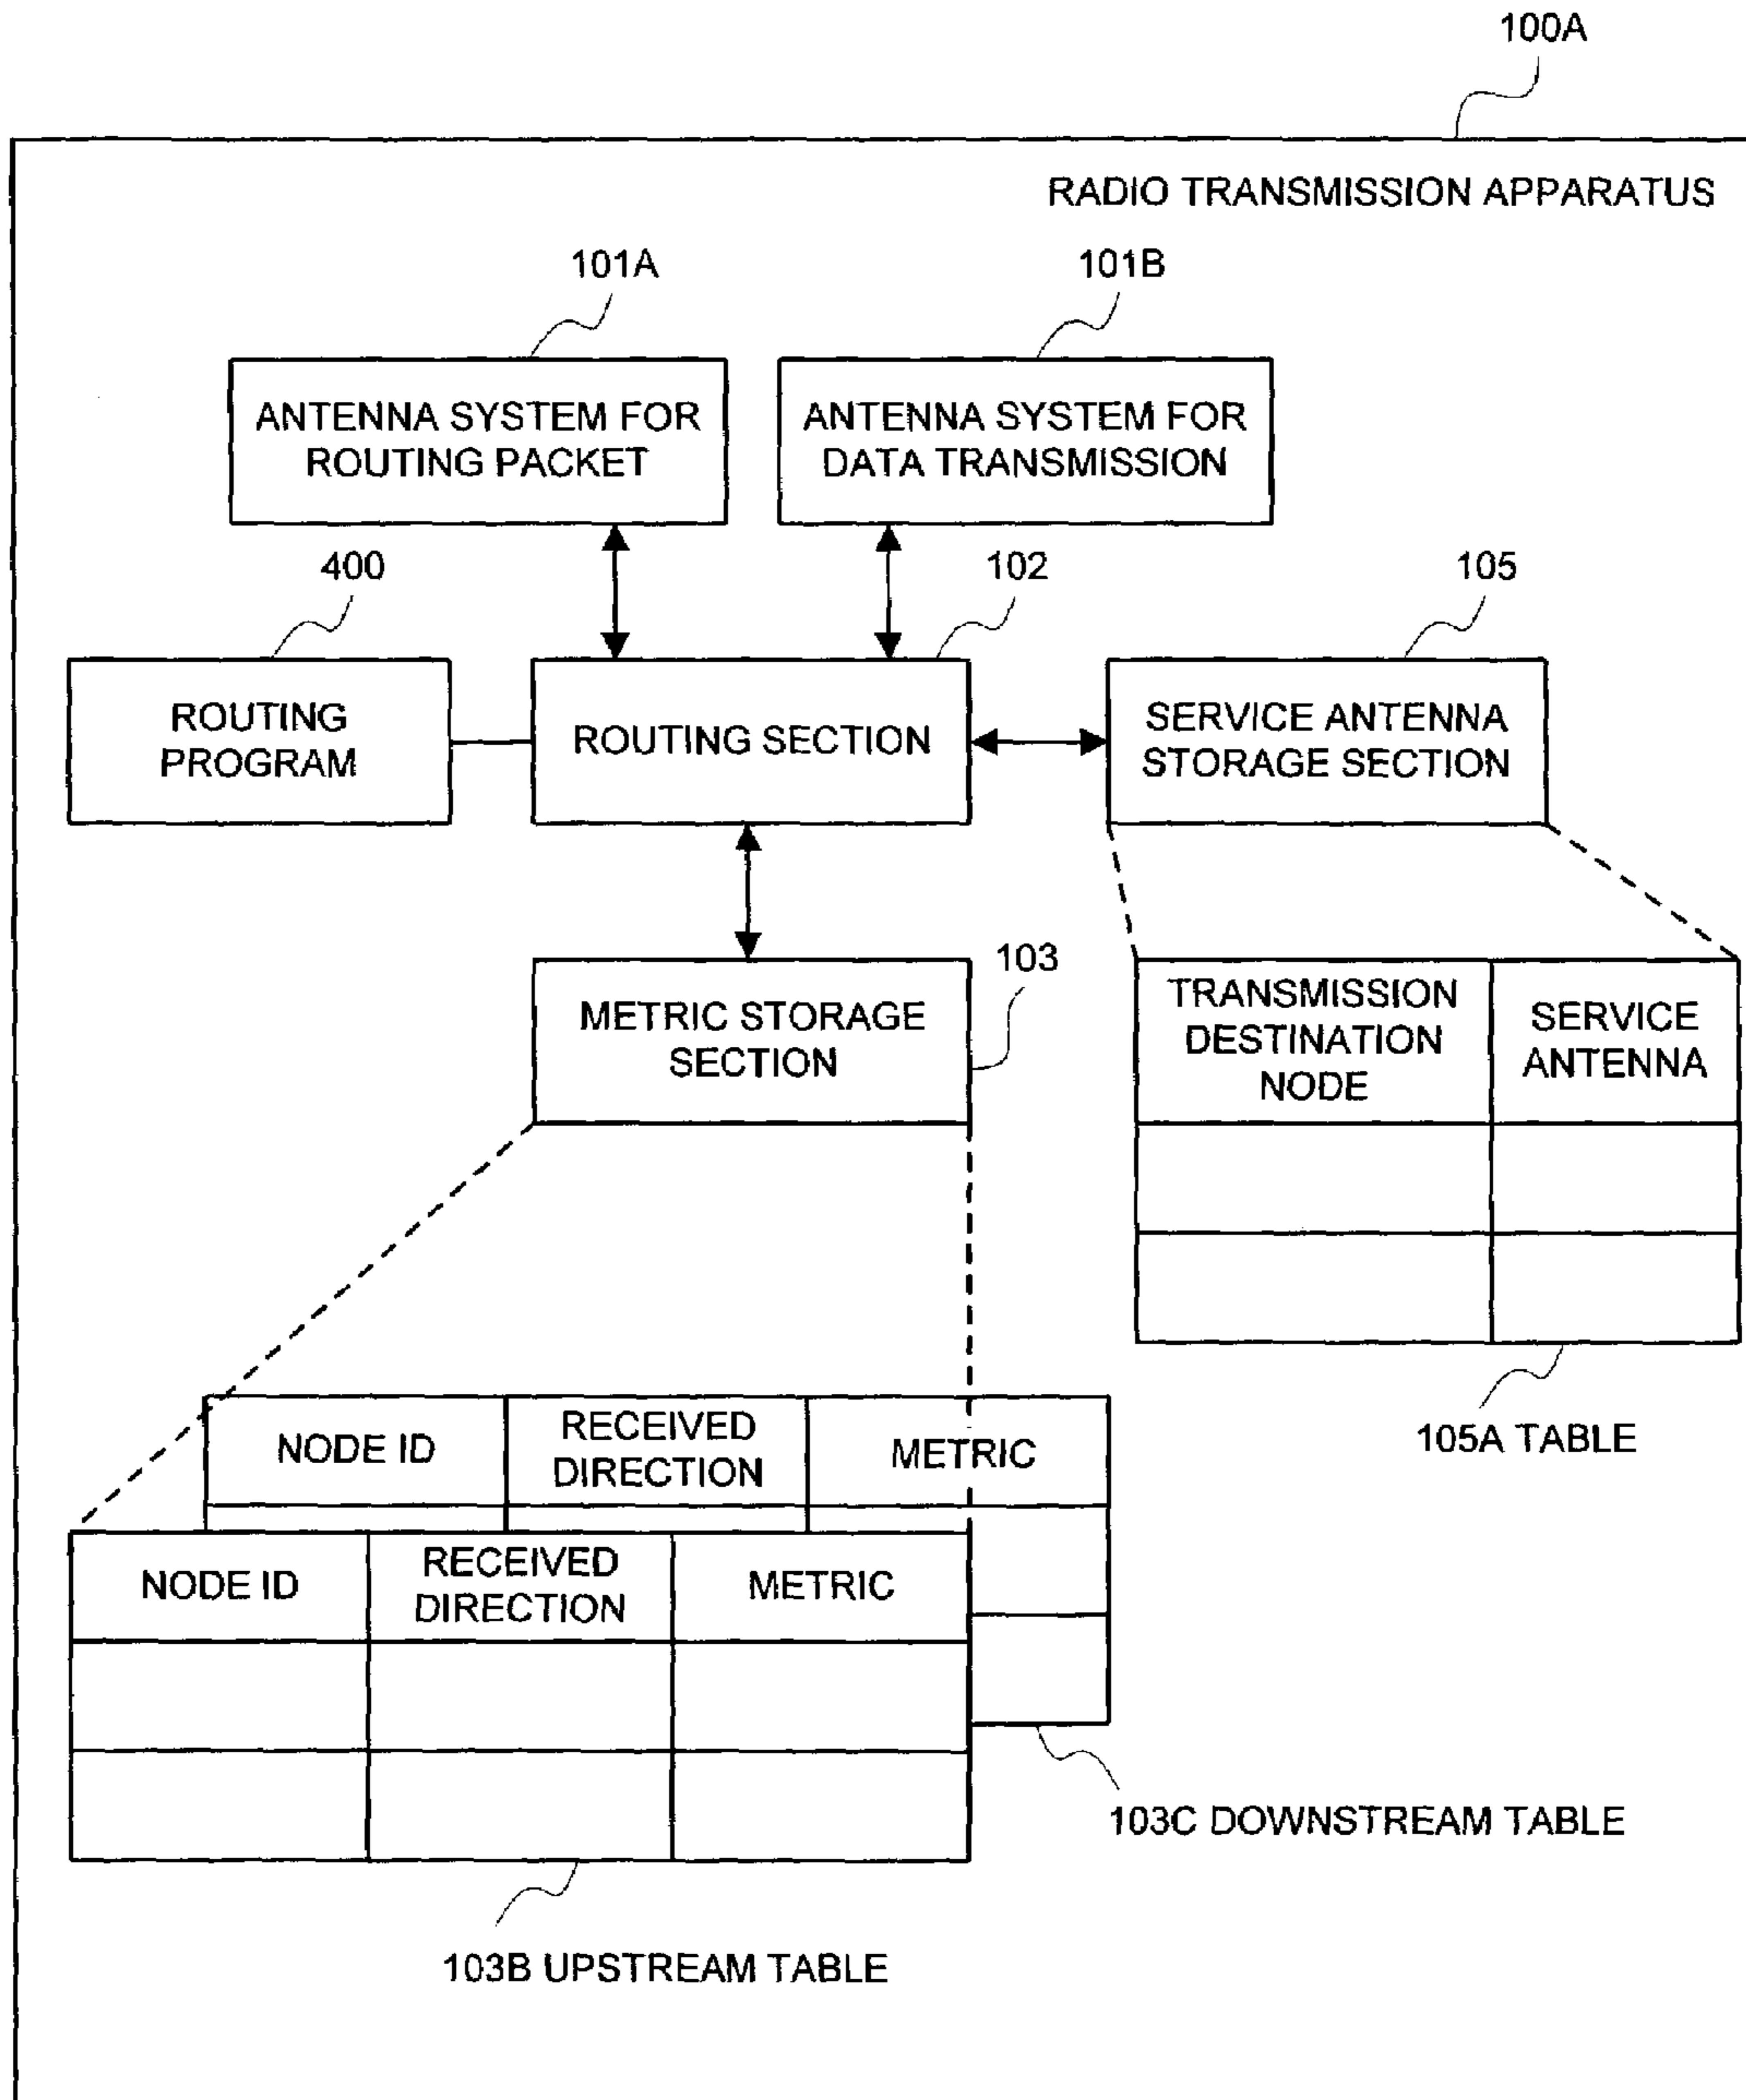 100A
RADIO TRANSMISSION APPARATUS
101A
101B
ANTENNA SYSTEM FOR
ROUTING PACKET
ANTENNA SYSTEM FOR
DATA TRANSMISSION
400
102
105
ROUTING
PROGRAM
ROUTING SECTION
SERVICE ANTENNA
STORAGE SECTION
103
METRIC STORAGE
SECTION
TRANSMISSION
DESTINATION
NODE
SERVICE
ANTENNA
105A TABLE
NODE ID
RECEIVED
DIRECTION
METRIC
NODE ID
RECEIVED
DIRECTION
METRIC
103C DOWNSTREAM TABLE
103B UPSTREAM TABLE